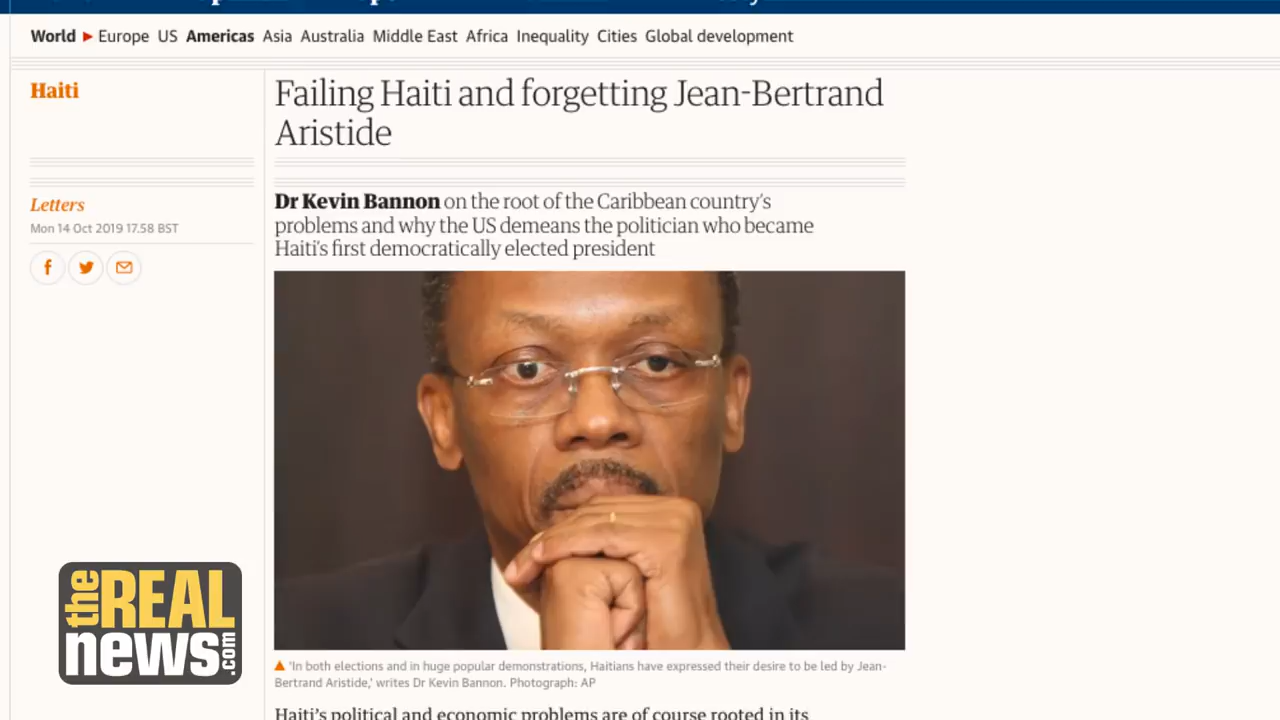 World ▶ Europe US Americas Asia Australia Middle East Africa Inequality Cities Global development
Haiti
Failing Haiti and forgetting Jean-Bertrand
Aristide
Letters
Mon 14 Oct 2019 17.58 BST
Dr Kevin Bannon on the root of the Caribbean country's
problems and why the US demeans the politician who became
Haiti's first democratically elected president
'In both elections and in huge popular demonstrations, Haitians have expressed their desire to be led by Jean-
Bertrand Aristide,' writes Dr Kevin Bannon. Photograph: AP
Haiti's political and economic problems are of course rooted in its
the REAL
news.com